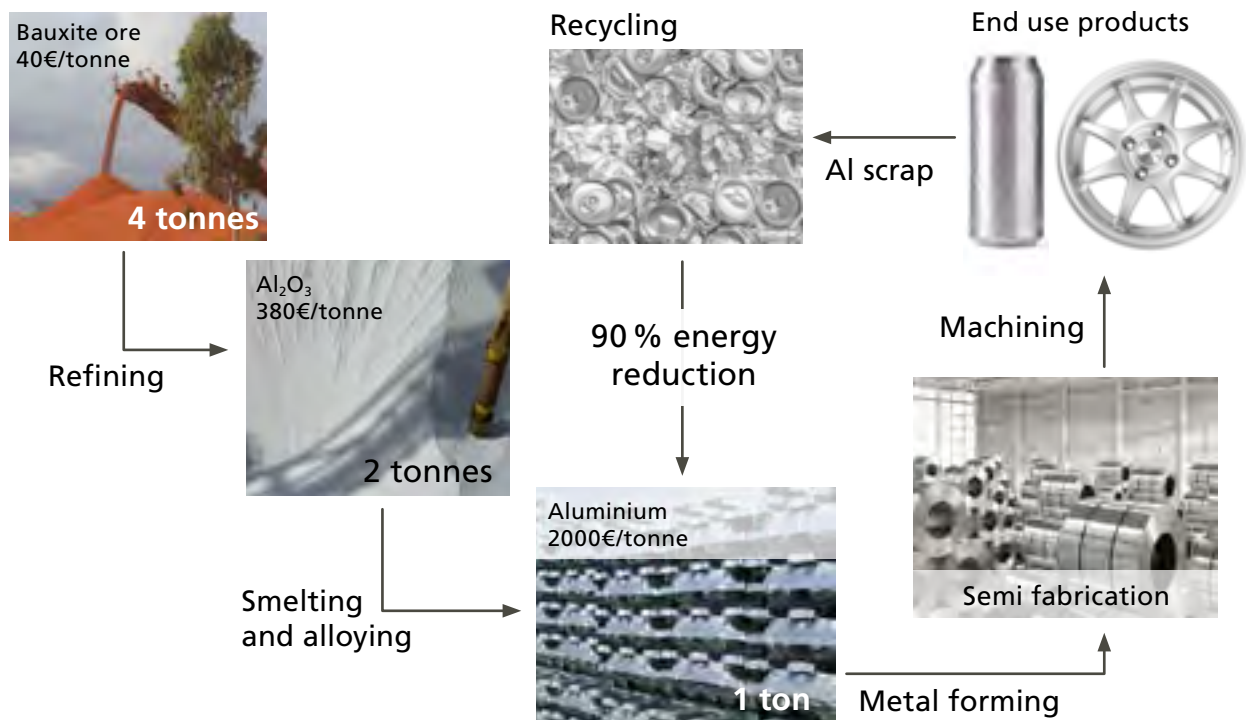 Bauxite ore
40€/tonne
4 tonnes
Refining
Al₂O₃
380€/tonne
2 tonnes
Smelting
and alloying
Recycling
90 % energy
reduction
Aluminium
2000€/tonne
1 ton
Metal forming
Semi fabrication
Machining
End use products
Al scrap